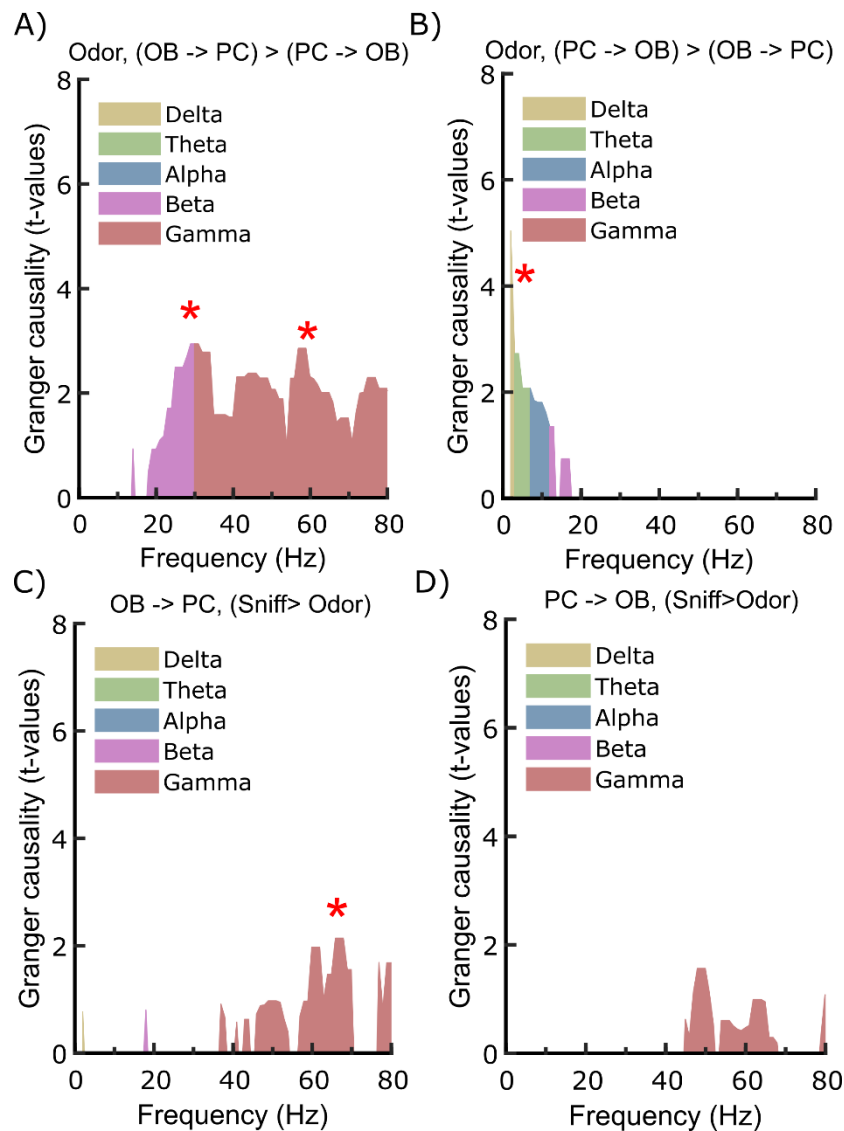 A)
Odor, (OB -> PC) > (PC -> OB)
8
6
4
2
0
Granger causality (t-values)
Delta
Theta
Alpha
Beta
Gamma
*
*
0 20 40 60 80
Frequency (Hz)
B)
Odor, (PC -> OB) > (OB -> PC)
8
6
4
2
0
Granger causality (t-values)
Delta
Theta
Alpha
Beta
Gamma
*
0 20 40 60 80
Frequency (Hz)
C)
OB -> PC, (Sniff> Odor)
8
6
4
2
0
Granger causality (t-values)
Delta
Theta
Alpha
Beta
Gamma
*
0 20 40 60 80
Frequency (Hz)
D)
PC -> OB, (Sniff>Odor)
8
6
4
2
0
Granger causality (t-values)
Delta
Theta
Alpha
Beta
Gamma
0 20 40 60 80
Frequency (Hz)